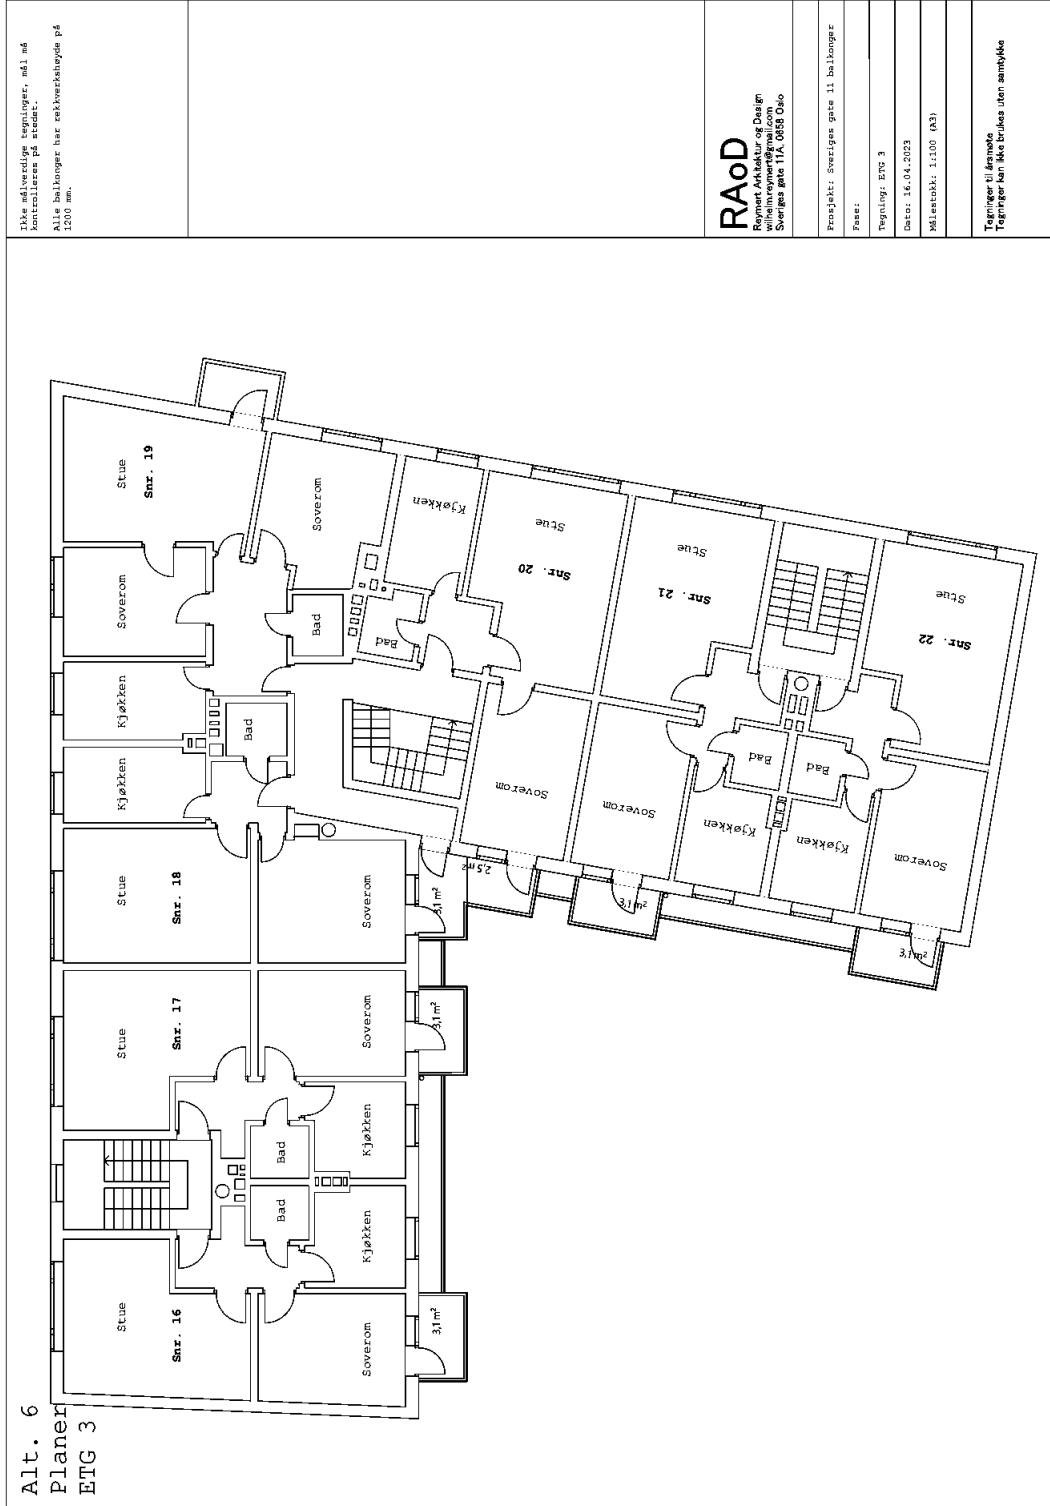 Alt. 6
Planer
ETG 3
Ikke målverdige tegninger, mål må
kontrolleres på stedet.
Alle balkonger har rekkverkshøyde på
1200 mm.
Stue
Snr. 16
Soverom
Kjøkken
Bad
Stue
Snr. 17
Soverom
Kjøkken
Bad
Stue
Snr. 18
Soverom
Kjøkken
Bad
Kjøkken
Soverom
Stue
Snr. 19
Soverom
Bad
Kjøkken
Bad
Stue
Snr. 20
Soverom
Stue
Snr. 21
Soverom
Kjøkken
Bad
Stue
Snr. 22
Soverom
Kjøkken
Bad
3,1 m²
3,1 m²
3,1 m²
2,5 m²
3,1 m²
3,1 m²
RAoD
Reymert Arkitektur og Design
wilhelm.reymert@gmail.com
Sveriges gate 11A, 0658 Oslo
Prosjekt: Sveriges gate 11 balkonger
Fase:
Tegning: ETG 3
Dato: 16.04.2023
Målestokk: 1:100 (A3)
Tegninger til årsmøte
Tegninger kan ikke brukes uten samtykke